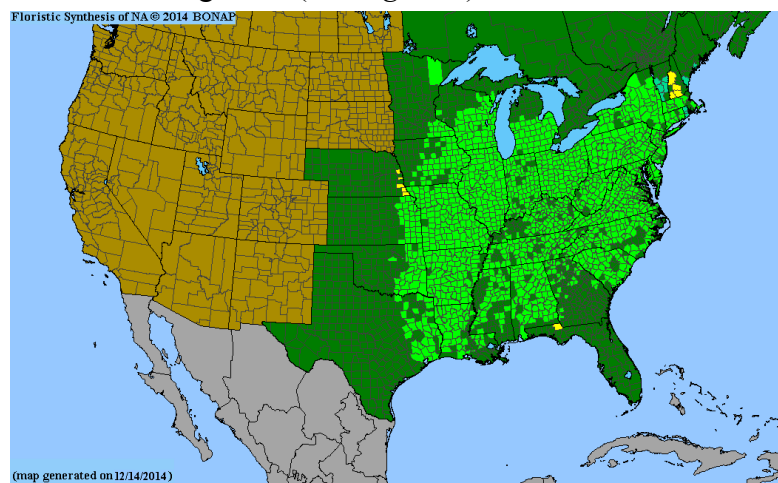 Floristic Synthesis of NA © 2014 BONAP
(map generated on 12/14/2014)